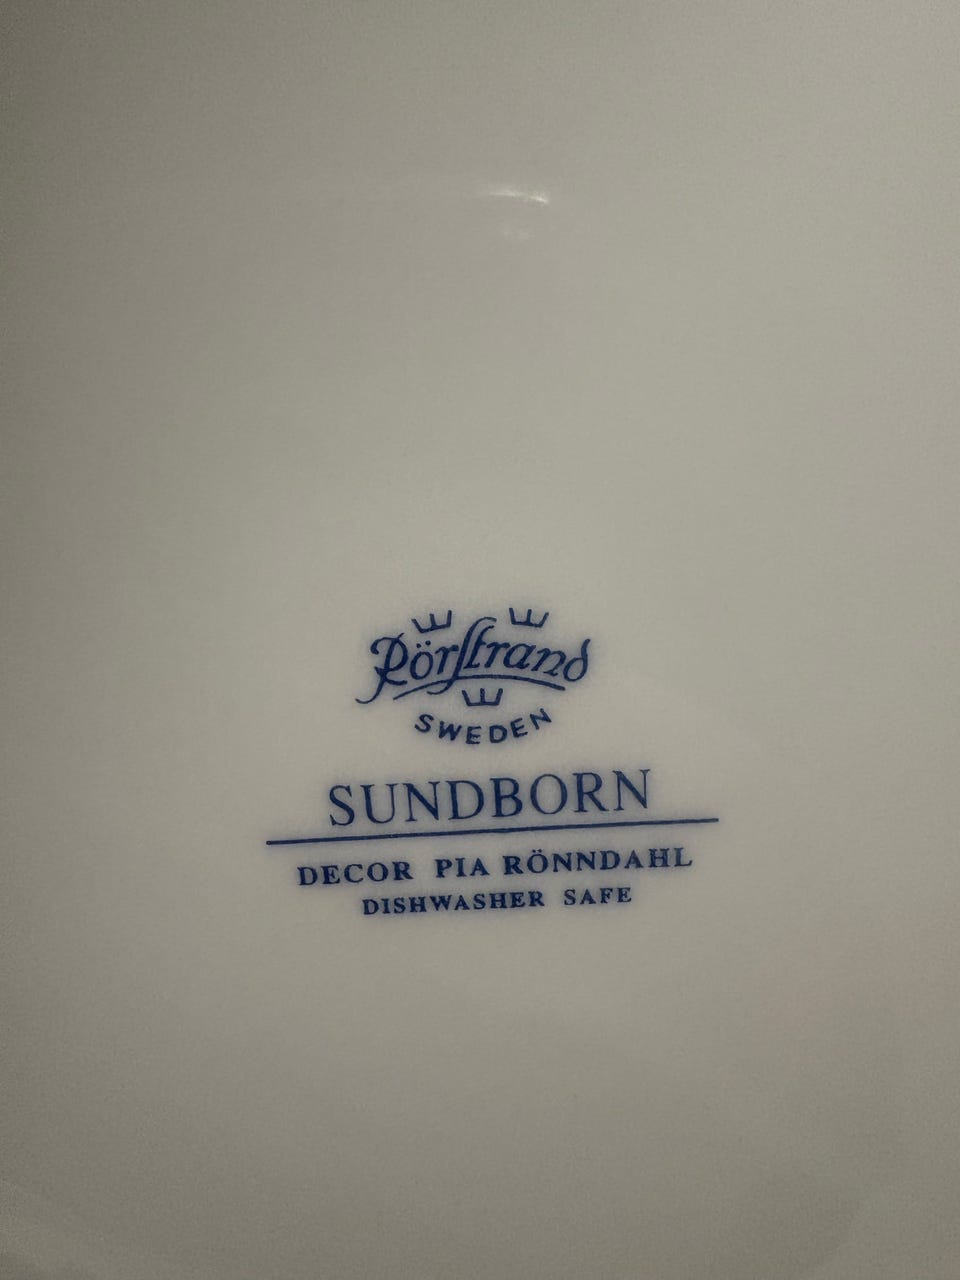 Rörstrand
SWEDEN
SUNDBORN
DECOR PIA RÖNNDAHL
DISHWASHER SAFE